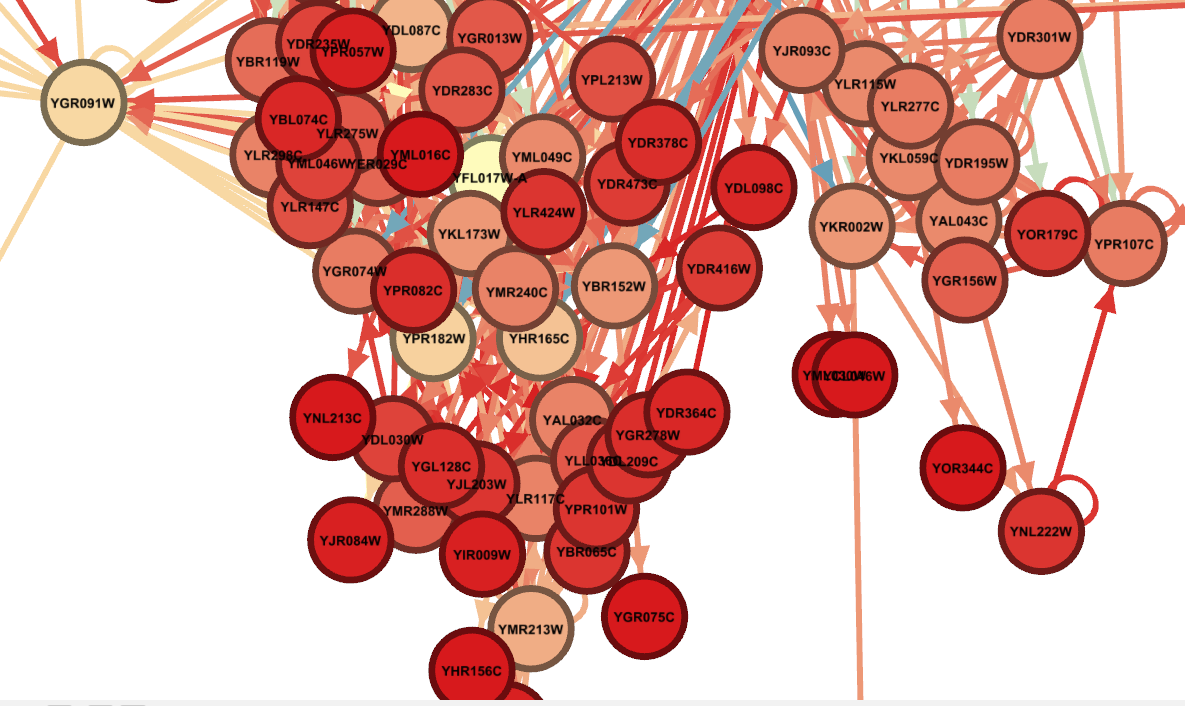 YDL087C
YDR235W
YPR057W
YGR013W
YBR119W
YDR301W
YJR093C
YPL213W
YLR115W
YDR283C
YGR091W
YLR277C
YBL074C
YLR275W
YDR378C
YLR298C
YML046W
YER029C
YML016C
YML049C
YKL059C
YDR195W
YFL017W-A
YDR473C
YDL098C
YLR147C
YLR424W
YKL173W
YKR002W
YAL043C
YOR179C
YPR107C
YGR074W
YPR082C
YMR240C
YBR152W
YDR416W
YGR156W
YPR182W
YHR165C
YNL213C
YDL030W
YAL032C
YDR364C
YGR278W
YGL128C
YDL209C
YOR344C
YJL203W
YLR117C
YMR288W
YPR101W
YJR084W
YIR009W
YBR065C
YNL222W
YGR075C
YMR213W
YHR156C